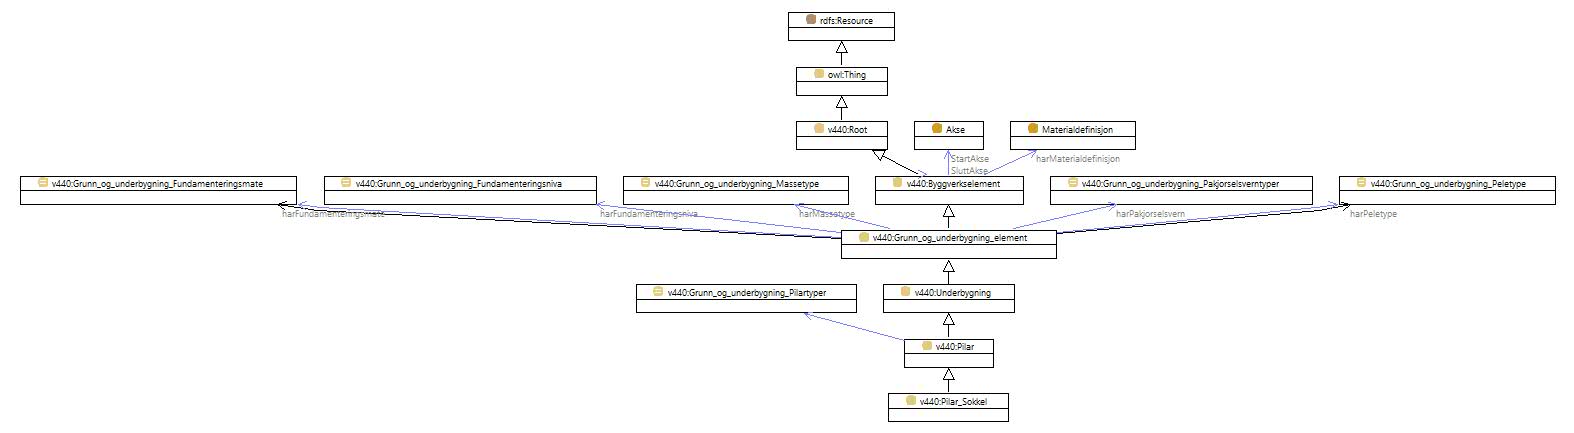 rdfs:Resource
owl:Thing
v440:Root
Akse
Materialdefinisjon
StartAkse
SluttAkse
harMaterialdefinisjon
v440:Grunn_og_underbygning_Fundamenteringsmate
v440:Grunn_og_underbygning_Fundamenteringsniva
v440:Grunn_og_underbygning_Massetype
v440:Byggverkselement
v440:Grunn_og_underbygning_Pakjorselsverntyper
v440:Grunn_og_underbygning_Peletype
harFundamenteringsmate
harFundamenteringsniva
harMassetype
harPakjorselsvern
harPeletype
v440:Grunn_og_underbygning_element
v440:Grunn_og_underbygning_Pilartyper
v440:Underbygning
v440:Pilar
v440:Pilar_Sokkel